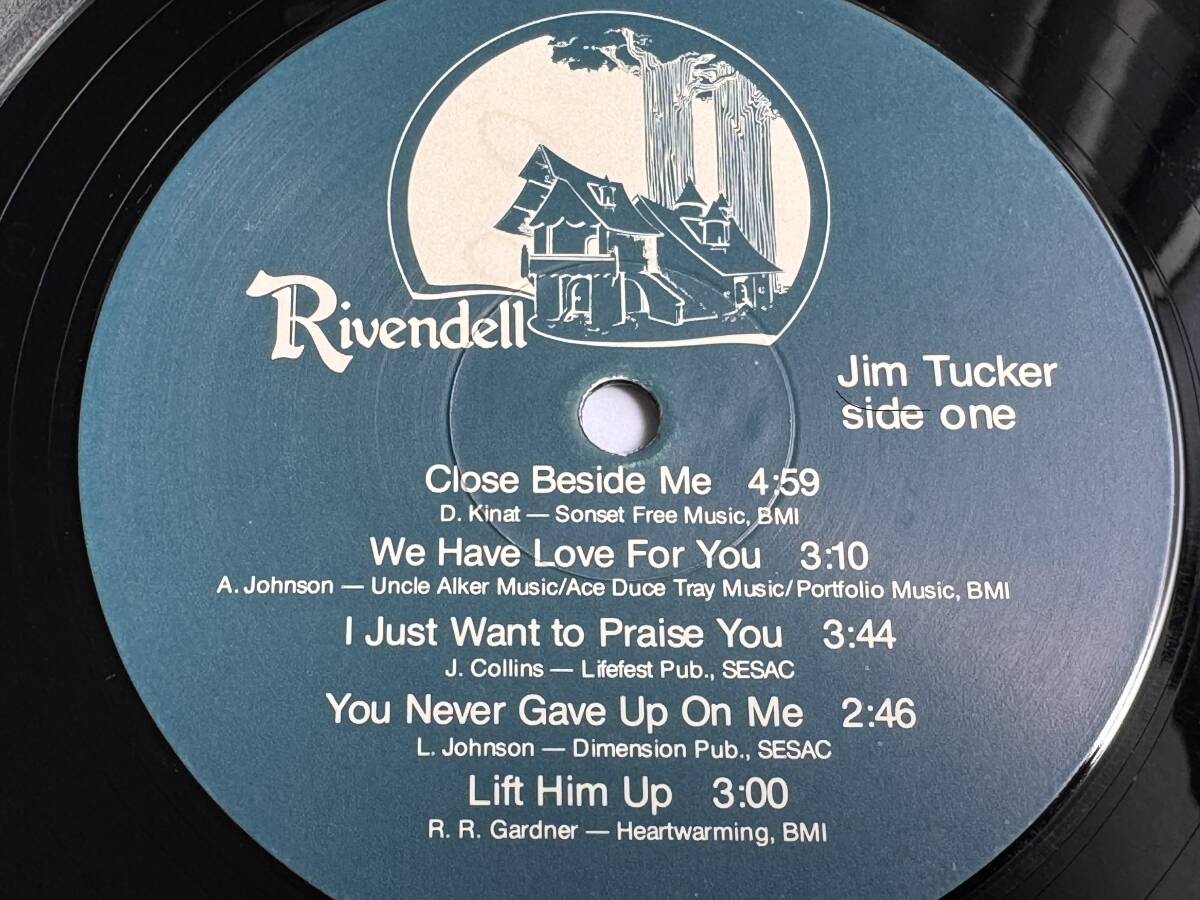 Rivendell
Jim Tucker
side one
Close Beside Me 4:59
D. Kinat — Sonset Free Music, BMI
We Have Love For You 3:10
A. Johnson — Uncle Alker Music/Ace Duce Tray Music/Portfolio Music, BMI
I Just Want to Praise You 3:44
J. Collins — Lifefest Pub., SESAC
You Never Gave Up On Me 2:46
L. Johnson — Dimension Pub., SESAC
Lift Him Up 3:00
R. R. Gardner — Heartwarming, BMI